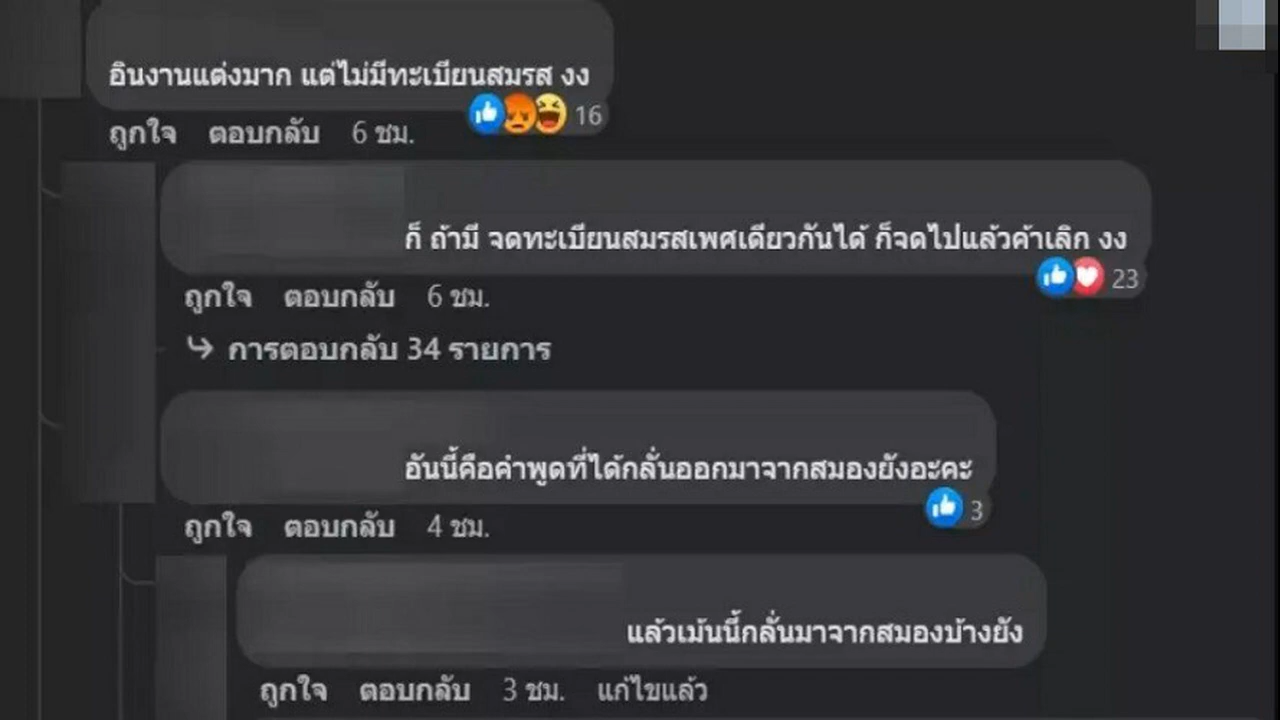 อินงานแต่งมาก แต่ไม่มีทะเบียนสมรส งง
ถูกใจ ตอบกลับ 6 ชม. 16
ก็ ถ้ามี จดทะเบียนสมรสเพศเดียวกันได้ ก็จดไปแล้วค้าเลิก งง
23
ถูกใจ ตอบกลับ 6 ชม.
การตอบกลับ 34 รายการ
อันนี้คือคำพูดที่ได้กลั่นออกมาจากสมองยังอะคะ
3
ถูกใจ ตอบกลับ 4 ชม.
แล้วเม้นนี้กลั่นมาจากสมองบ้างยัง
ถูกใจ ตอบกลับ 3 ชม. แก้ไขแล้ว